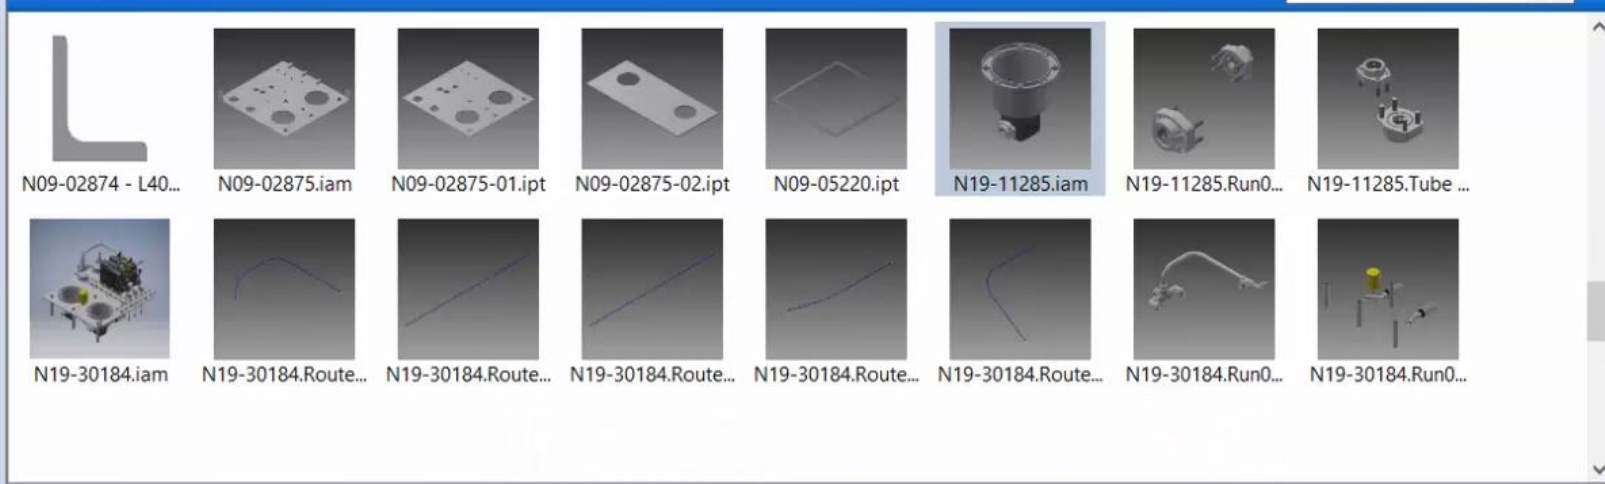 N09-02874 - L40...
N09-02875.iam
N09-02875-01.ipt
N09-02875-02.ipt
N09-05220.ipt
N19-11285.iam
N19-11285.Run0...
N19-11285.Tube ...
N19-30184.iam
N19-30184.Route...
N19-30184.Route...
N19-30184.Route...
N19-30184.Route...
N19-30184.Route...
N19-30184.Run0...
N19-30184.Run0...